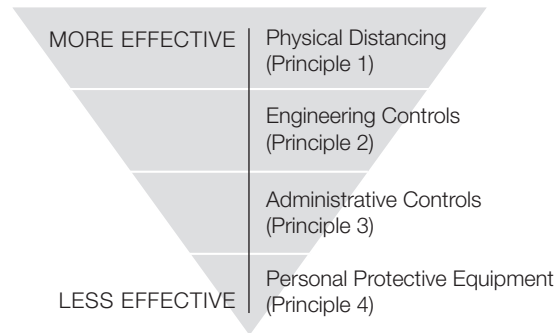 MORE EFFECTIVE
Physical Distancing
(Principle 1)
Engineering Controls
(Principle 2)
Administrative Controls
(Principle 3)
Personal Protective Equipment
(Principle 4)
LESS EFFECTIVE